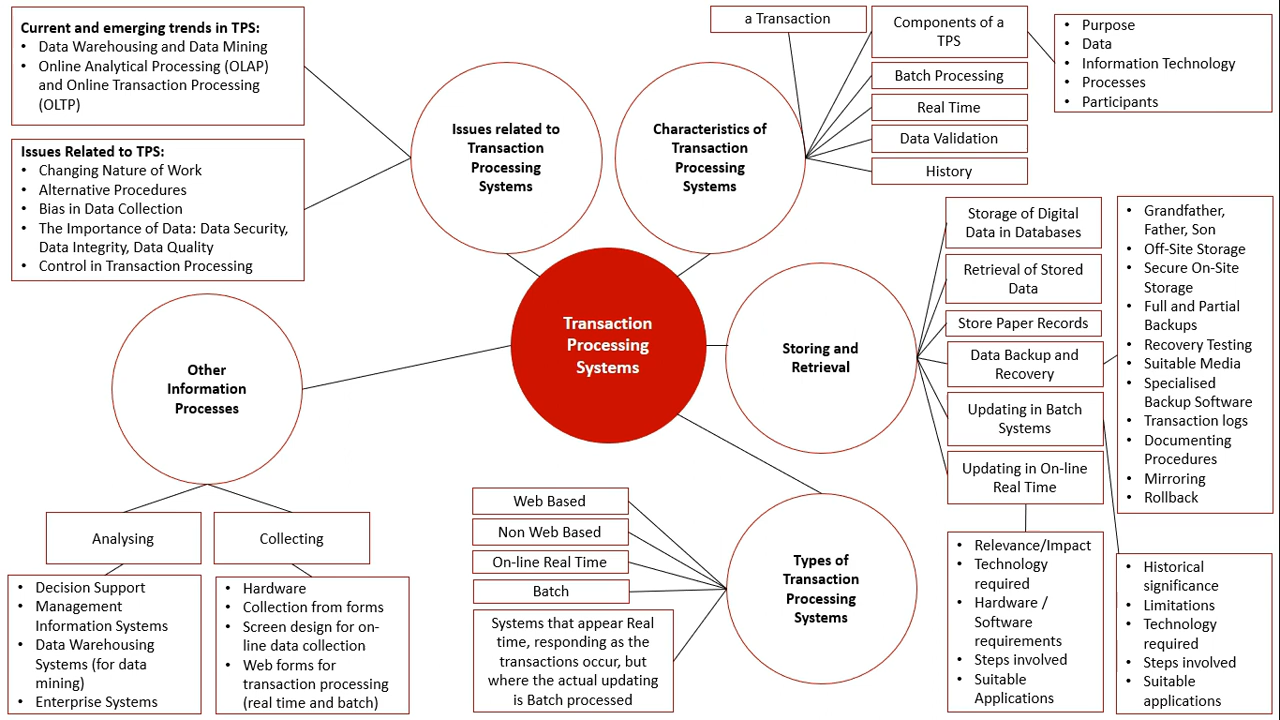 Current and emerging trends in TPS:
• Data Warehousing and Data Mining
• Online Analytical Processing (OLAP)
and Online Transaction Processing
(OLTP)
Issues Related to TPS:
• Changing Nature of Work
• Alternative Procedures
• Bias in Data Collection
• The Importance of Data: Data Security,
Data Integrity, Data Quality
• Control in Transaction Processing
Issues related to
Transaction
Processing
Systems
Characteristics of
Transaction
Processing
Systems
a Transaction
Components of a
TPS
Batch Processing
Real Time
Data Validation
History
• Purpose
• Data
• Information Technology
• Processes
• Participants
Transaction
Processing
Systems
Storing and
Retrieval
Storage of Digital
Data in Databases
Retrieval of Stored
Data
Store Paper Records
Data Backup and
Recovery
Updating in Batch
Systems
Updating in On-line
Real Time
• Grandfather,
Father, Son
• Off-Site Storage
• Secure On-Site
Storage
• Full and Partial
Backups
• Recovery Testing
• Suitable Media
• Specialised
Backup Software
• Transaction logs
• Documenting
Procedures
• Mirroring
• Rollback
• Relevance/Impact
• Technology
required
• Hardware /
Software
requirements
• Steps involved
• Suitable
Applications
• Historical
significance
• Limitations
• Technology
required
• Steps involved
• Suitable
applications
Other
Information
Processes
Analysing
Collecting
• Decision Support
• Management
Information Systems
• Data Warehousing
Systems (for data
mining)
• Enterprise Systems
• Hardware
• Collection from forms
• Screen design for on-
line data collection
• Web forms for
transaction processing
(real time and batch)
Web Based
Non Web Based
On-line Real Time
Batch
Systems that appear Real
time, responding as the
transactions occur, but
where the actual updating
is Batch processed
Types of
Transaction
Processing
Systems